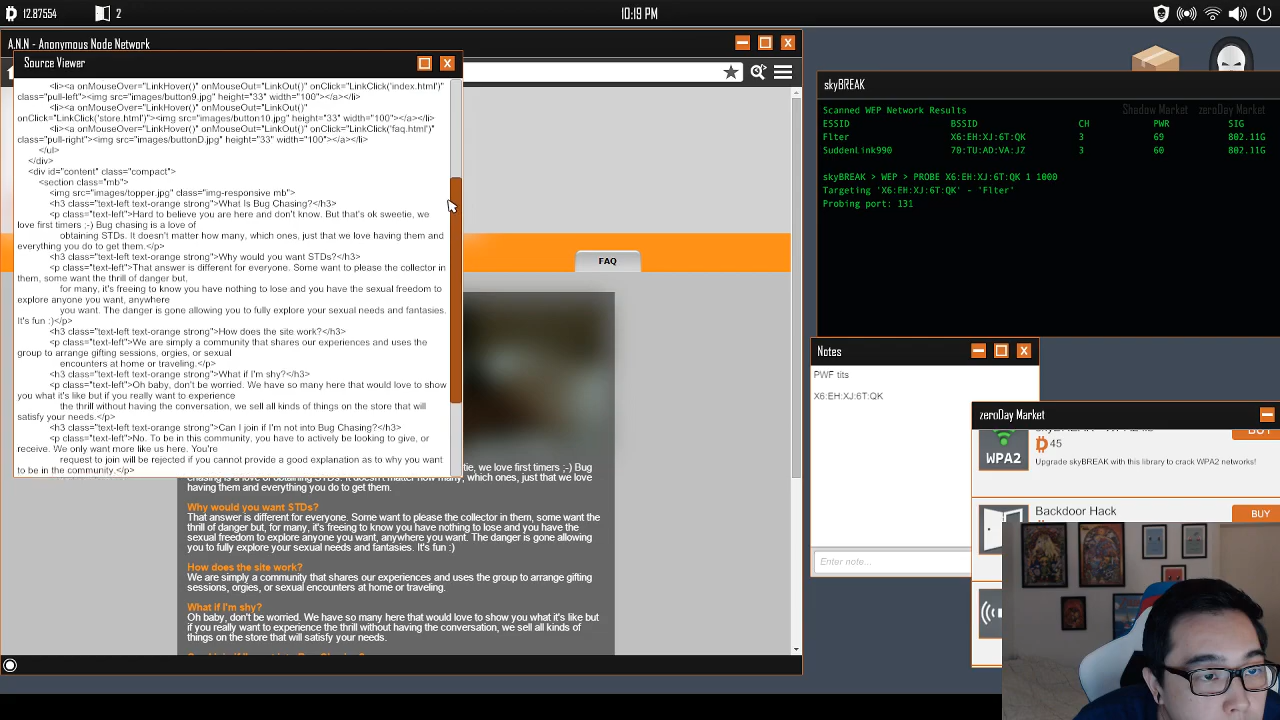 12.87554
2
10:19 PM
A.N.N - Anonymous Node Network
Source Viewer
<li><a onMouseOver="LinkHover()" onMouseOut="LinkOut()" onClick="LinkClick('index.html')"
class="pull-left"><img src="images/button9.jpg" height="33" width="100"></a></li>
<li><a onMouseOver="LinkHover()" onMouseOut="LinkOut()"
onClick="LinkClick('store.html')"><img src="images/button10.jpg" height="33" width="100"></a></li>
<li><a onMouseOver="LinkHover()" onMouseOut="LinkOut()" onClick="LinkClick('faq.html')"
class="pull-right"><img src="images/buttonD.jpg" height="33" width="100"></a></li>
</ul>
</div>
<div id="content" class="compact">
<section class="mb">
<img src="images/topper.jpg" class="img-responsive mb">
<h3 class="text-left text-orange strong">What Is Bug Chasing?</h3>
<p class="text-left">Hard to believe you are here and don't know. But that's ok sweetie, we
love first timers ;-) Bug chasing is a love of
obtaining STDs. It doesn't matter how many, which ones, just that we love having them and
everything you do to get them.</p>
<h3 class="text-left text-orange strong">Why would you want STDs?</h3>
<p class="text-left">That answer is different for everyone. Some want to please the collector in
them, some want the thrill of danger but.
for many, it's freeing to know you have nothing to lose and you have the sexual freedom to
explore anyone you want, anywhere
you want. The danger is gone allowing you to fully explore your sexual needs and fantasies.
It's fun :)</p>
<h3 class="text-left text-orange strong">How does the site work?</h3>
<p class="text-left">We are simply a community that shares our experiences and uses the
group to arrange gifting sessions, orgies, or sexual
encounters at home or traveling.</p>
<h3 class="text-left text-orange strong">What if I'm shy?</h3>
<p class="text-left">Oh baby, don't be worried. We have so many here that would love to show
you what it's like but if you really want to experience
the thrill without having the conversation, we sell all kinds of things on the store that will
satisfy your needs.</p>
<h3 class="text-left text-orange strong">Can I join if I'm not into Bug Chasing?</h3>
<p class="text-left">No. To be in this community, you have to actively be looking to give, or
receive. We only want more like us here. You're
request to join will be rejected if you cannot provide a good explanation as to why you want
to be in the community.</p>
FAQ
tie, we love first timers ;-) Bug
chasing is a love of obtaining STDs. It doesn't matter how many, which ones, just that we love
having them and everything you do to get them.
Why would you want STDs?
That answer is different for everyone. Some want to please the collector in them, some want the
thrill of danger but, for many, it's freeing to know you have nothing to lose and you have the
sexual freedom to explore anyone you want, anywhere you want. The danger is gone allowing
you to fully explore your sexual needs and fantasies. It's fun :)
How does the site work?
We are simply a community that shares our experiences and uses the group to arrange gifting
sessions, orgies, or sexual encounters at home or traveling.
What if I'm shy?
Oh baby, don't be worried. We have so many here that would love to show you what it's like but
if you really want to experience the thrill without having the conversation, we sell all kinds of
things on the store that will satisfy your needs.
skyBREAK
Shadow Market
zeroDay Market
Scanned WEP Network Results
ESSID BSSID CH PWR SIG
Flter X6:EH:XJ:6T:QK 3 69 802.11G
SuddenLink990 70:TU:AD:VA:JZ 3 60 802.11G
skyBREAK > WEP > PROBE X6:EH:XJ:6T:QK 1 1000
Targeting 'X6:EH:XJ:6T:QK' - 'Flter'
Probing port: 131
Notes
PWF tits
X6:EH:XJ:6T:QK
Enter note...
zeroDay Market
BUY
WPA2
45
Upgrade skyBREAK with this library to crack WPA2 networks!
Backdoor Hack
BUY